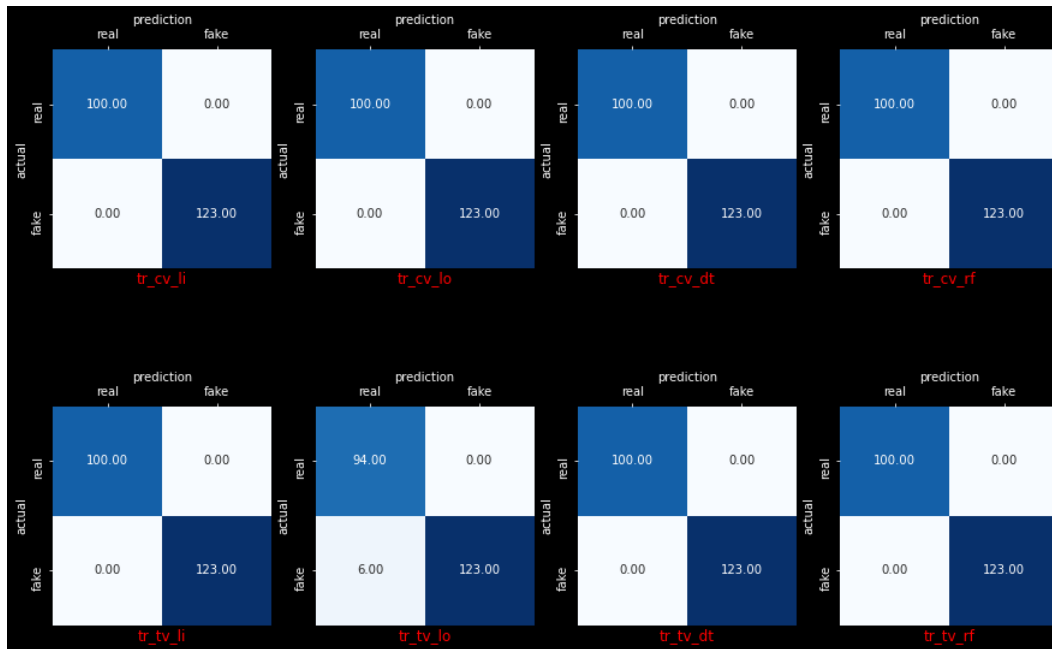 prediction prediction prediction prediction
real fake real fake real fake real fake
real 100.00 0.00 real 100.00 0.00 real 100.00 0.00 real 100.00 0.00
actual actual actual actual
fake 0.00 123.00 fake 0.00 123.00 fake 0.00 123.00 fake 0.00 123.00
tr_cv_li tr_cv_lo tr_cv_dt tr_cv_rf
prediction prediction prediction prediction
real fake real fake real fake real fake
real 100.00 0.00 real 94.00 0.00 real 100.00 0.00 real 100.00 0.00
actual actual actual actual
fake 0.00 123.00 fake 6.00 123.00 fake 0.00 123.00 fake 0.00 123.00
tr_tv_li tr_tv_lo tr_tv_dt tr_tv_rf